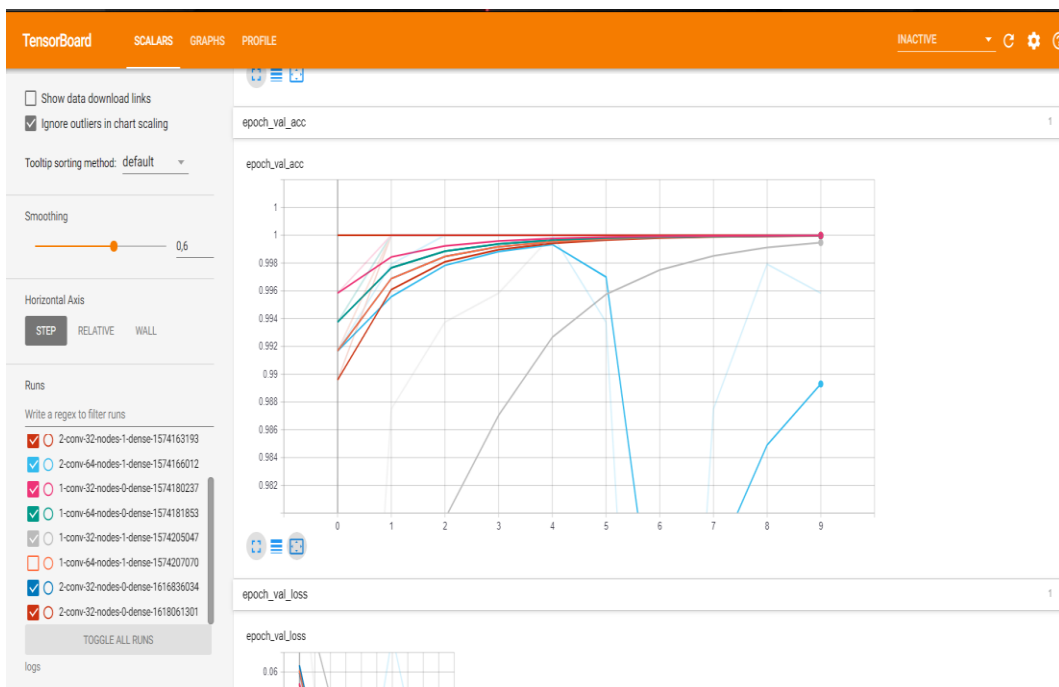 TensorBoard SCALARS GRAPHS PROFILE INACTIVE
Show data download links
Ignore outliers in chart scaling
Tooltip sorting method: default
Smoothing
0,6
Horizontal Axis
STEP RELATIVE WALL
Runs
Write a regex to filter runs
2-conv-32-nodes-1-dense-1574163193
2-conv-64-nodes-1-dense-1574166012
1-conv-32-nodes-0-dense-1574180237
1-conv-64-nodes-0-dense-1574181853
1-conv-32-nodes-1-dense-1574205047
1-conv-64-nodes-1-dense-1574207070
2-conv-32-nodes-0-dense-1616836034
2-conv-32-nodes-0-dense-1618061301
TOGGLE ALL RUNS
logs
epoch_val_acc 1
epoch_val_acc
1
1
0.998
0.996
0.994
0.992
0.99
0.988
0.986
0.984
0.982
0 1 2 3 4 5 6 7 8 9
epoch_val_loss 1
epoch_val_loss
0.06